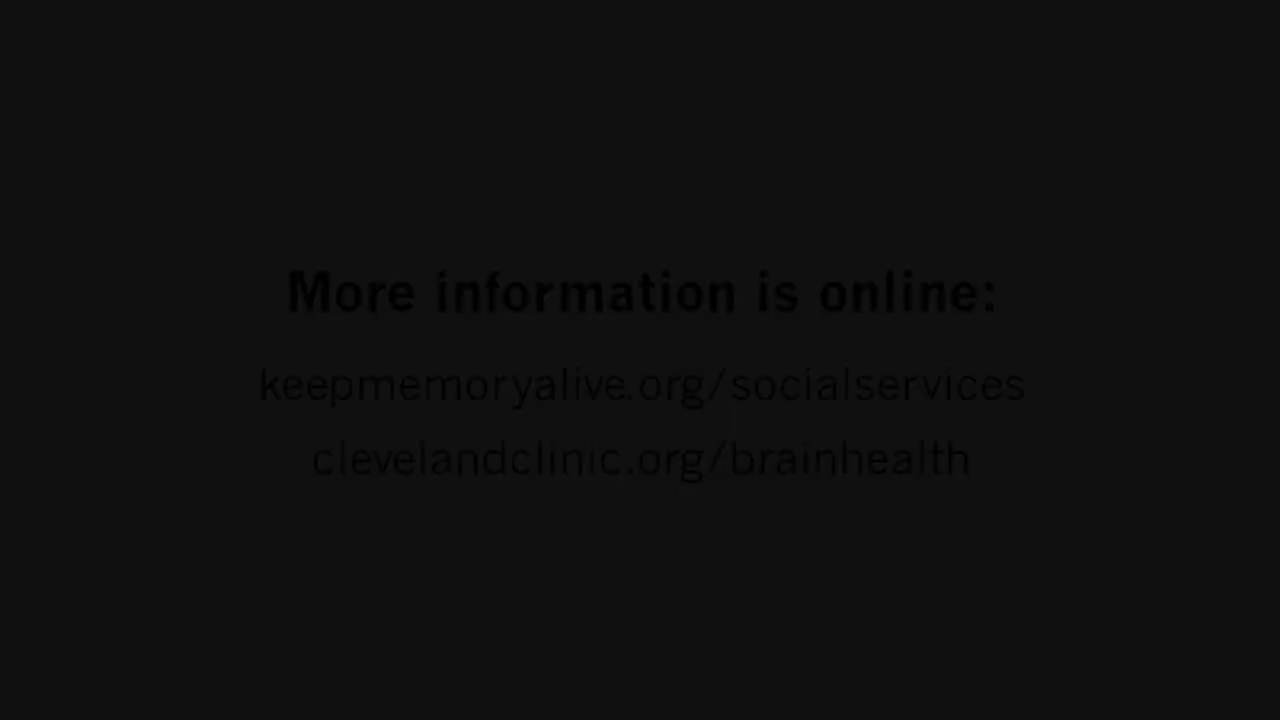 More information is online:
keepmemoryalive.org/socialservices
clevelandclinic.org/brainhealth